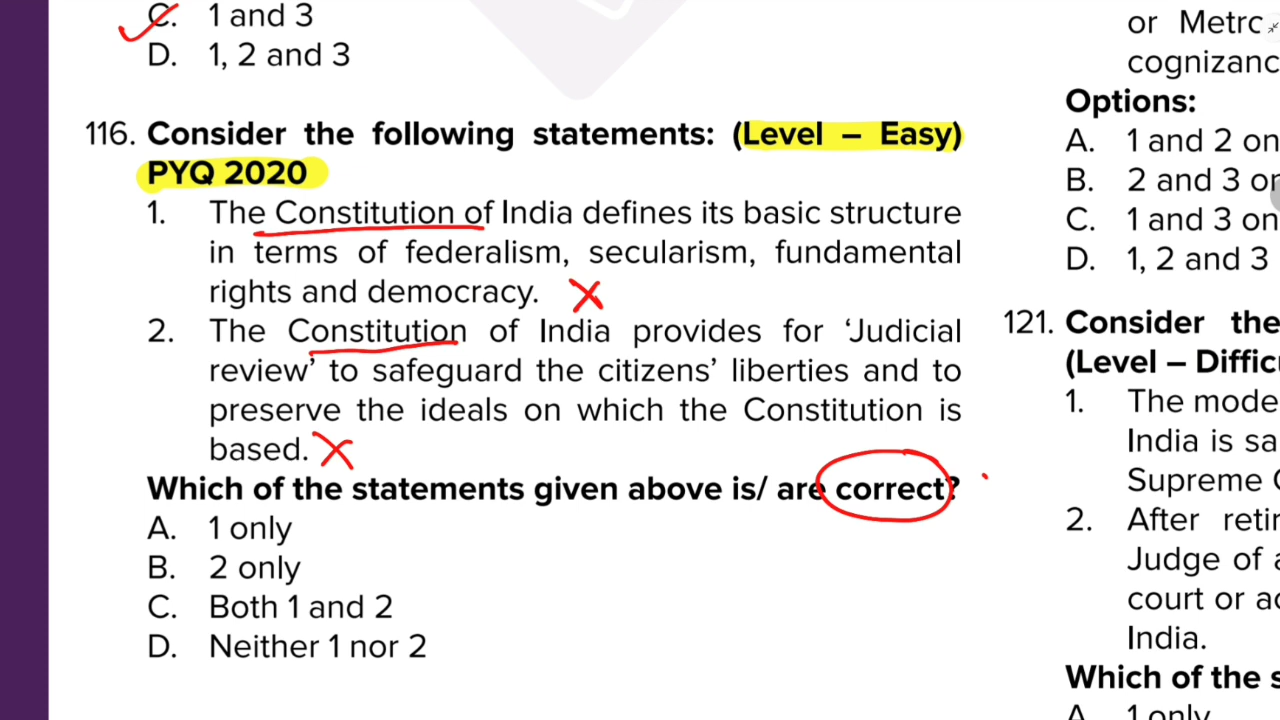 C. 1 and 3
D. 1, 2 and 3
116. Consider the following statements: (Level – Easy)
PYQ 2020
1. The Constitution of India defines its basic structure
in terms of federalism, secularism, fundamental
rights and democracy.
2. The Constitution of India provides for ‘Judicial
review’ to safeguard the citizens’ liberties and to
preserve the ideals on which the Constitution is
based.
Which of the statements given above is/ are correct?
A. 1 only
B. 2 only
C. Both 1 and 2
D. Neither 1 nor 2
or Metro
Options:
A. 1 and 2
B. 2 and 3
C. 1 and 3
D. 1, 2 and 3
121. Consider the
(Level –
1. The
India is
Supreme
2. After
Judge of
court or
India.
Which of the
A. 1 only